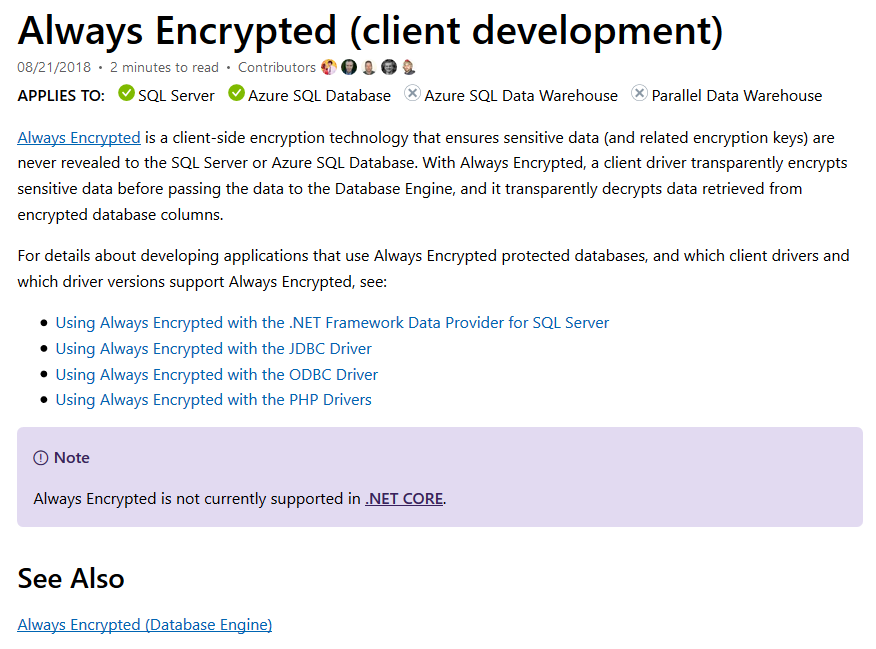 Always Encrypted (client development)
08/21/2018 • 2 minutes to read • Contributors
APPLIES TO: SQL Server Azure SQL Database Azure SQL Data Warehouse Parallel Data Warehouse
Always Encrypted is a client-side encryption technology that ensures sensitive data (and related encryption keys) are
never revealed to the SQL Server or Azure SQL Database. With Always Encrypted, a client driver transparently encrypts
sensitive data before passing the data to the Database Engine, and it transparently decrypts data retrieved from
encrypted database columns.
For details about developing applications that use Always Encrypted protected databases, and which client drivers and
which driver versions support Always Encrypted, see:
• Using Always Encrypted with the .NET Framework Data Provider for SQL Server
• Using Always Encrypted with the JDBC Driver
• Using Always Encrypted with the ODBC Driver
• Using Always Encrypted with the PHP Drivers
Note
Always Encrypted is not currently supported in .NET CORE.
See Also
Always Encrypted (Database Engine)